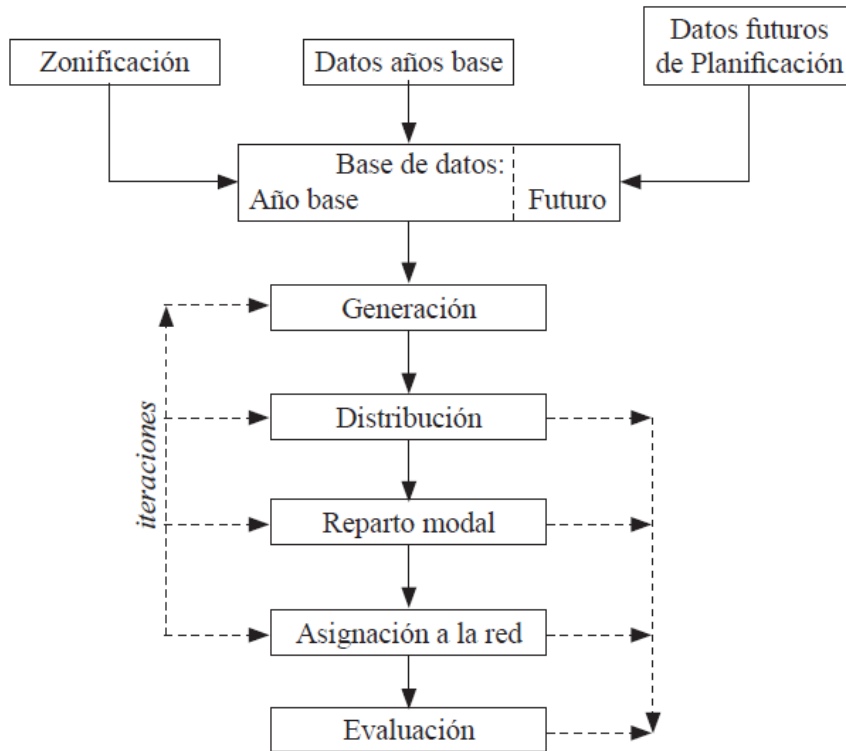 Zonificación
Datos años base
Datos futuros
de Planificación
Base de datos:
Año base
Futuro
Generación
Distribución
iteraciones
Reparto modal
Asignación a la red
Evaluación